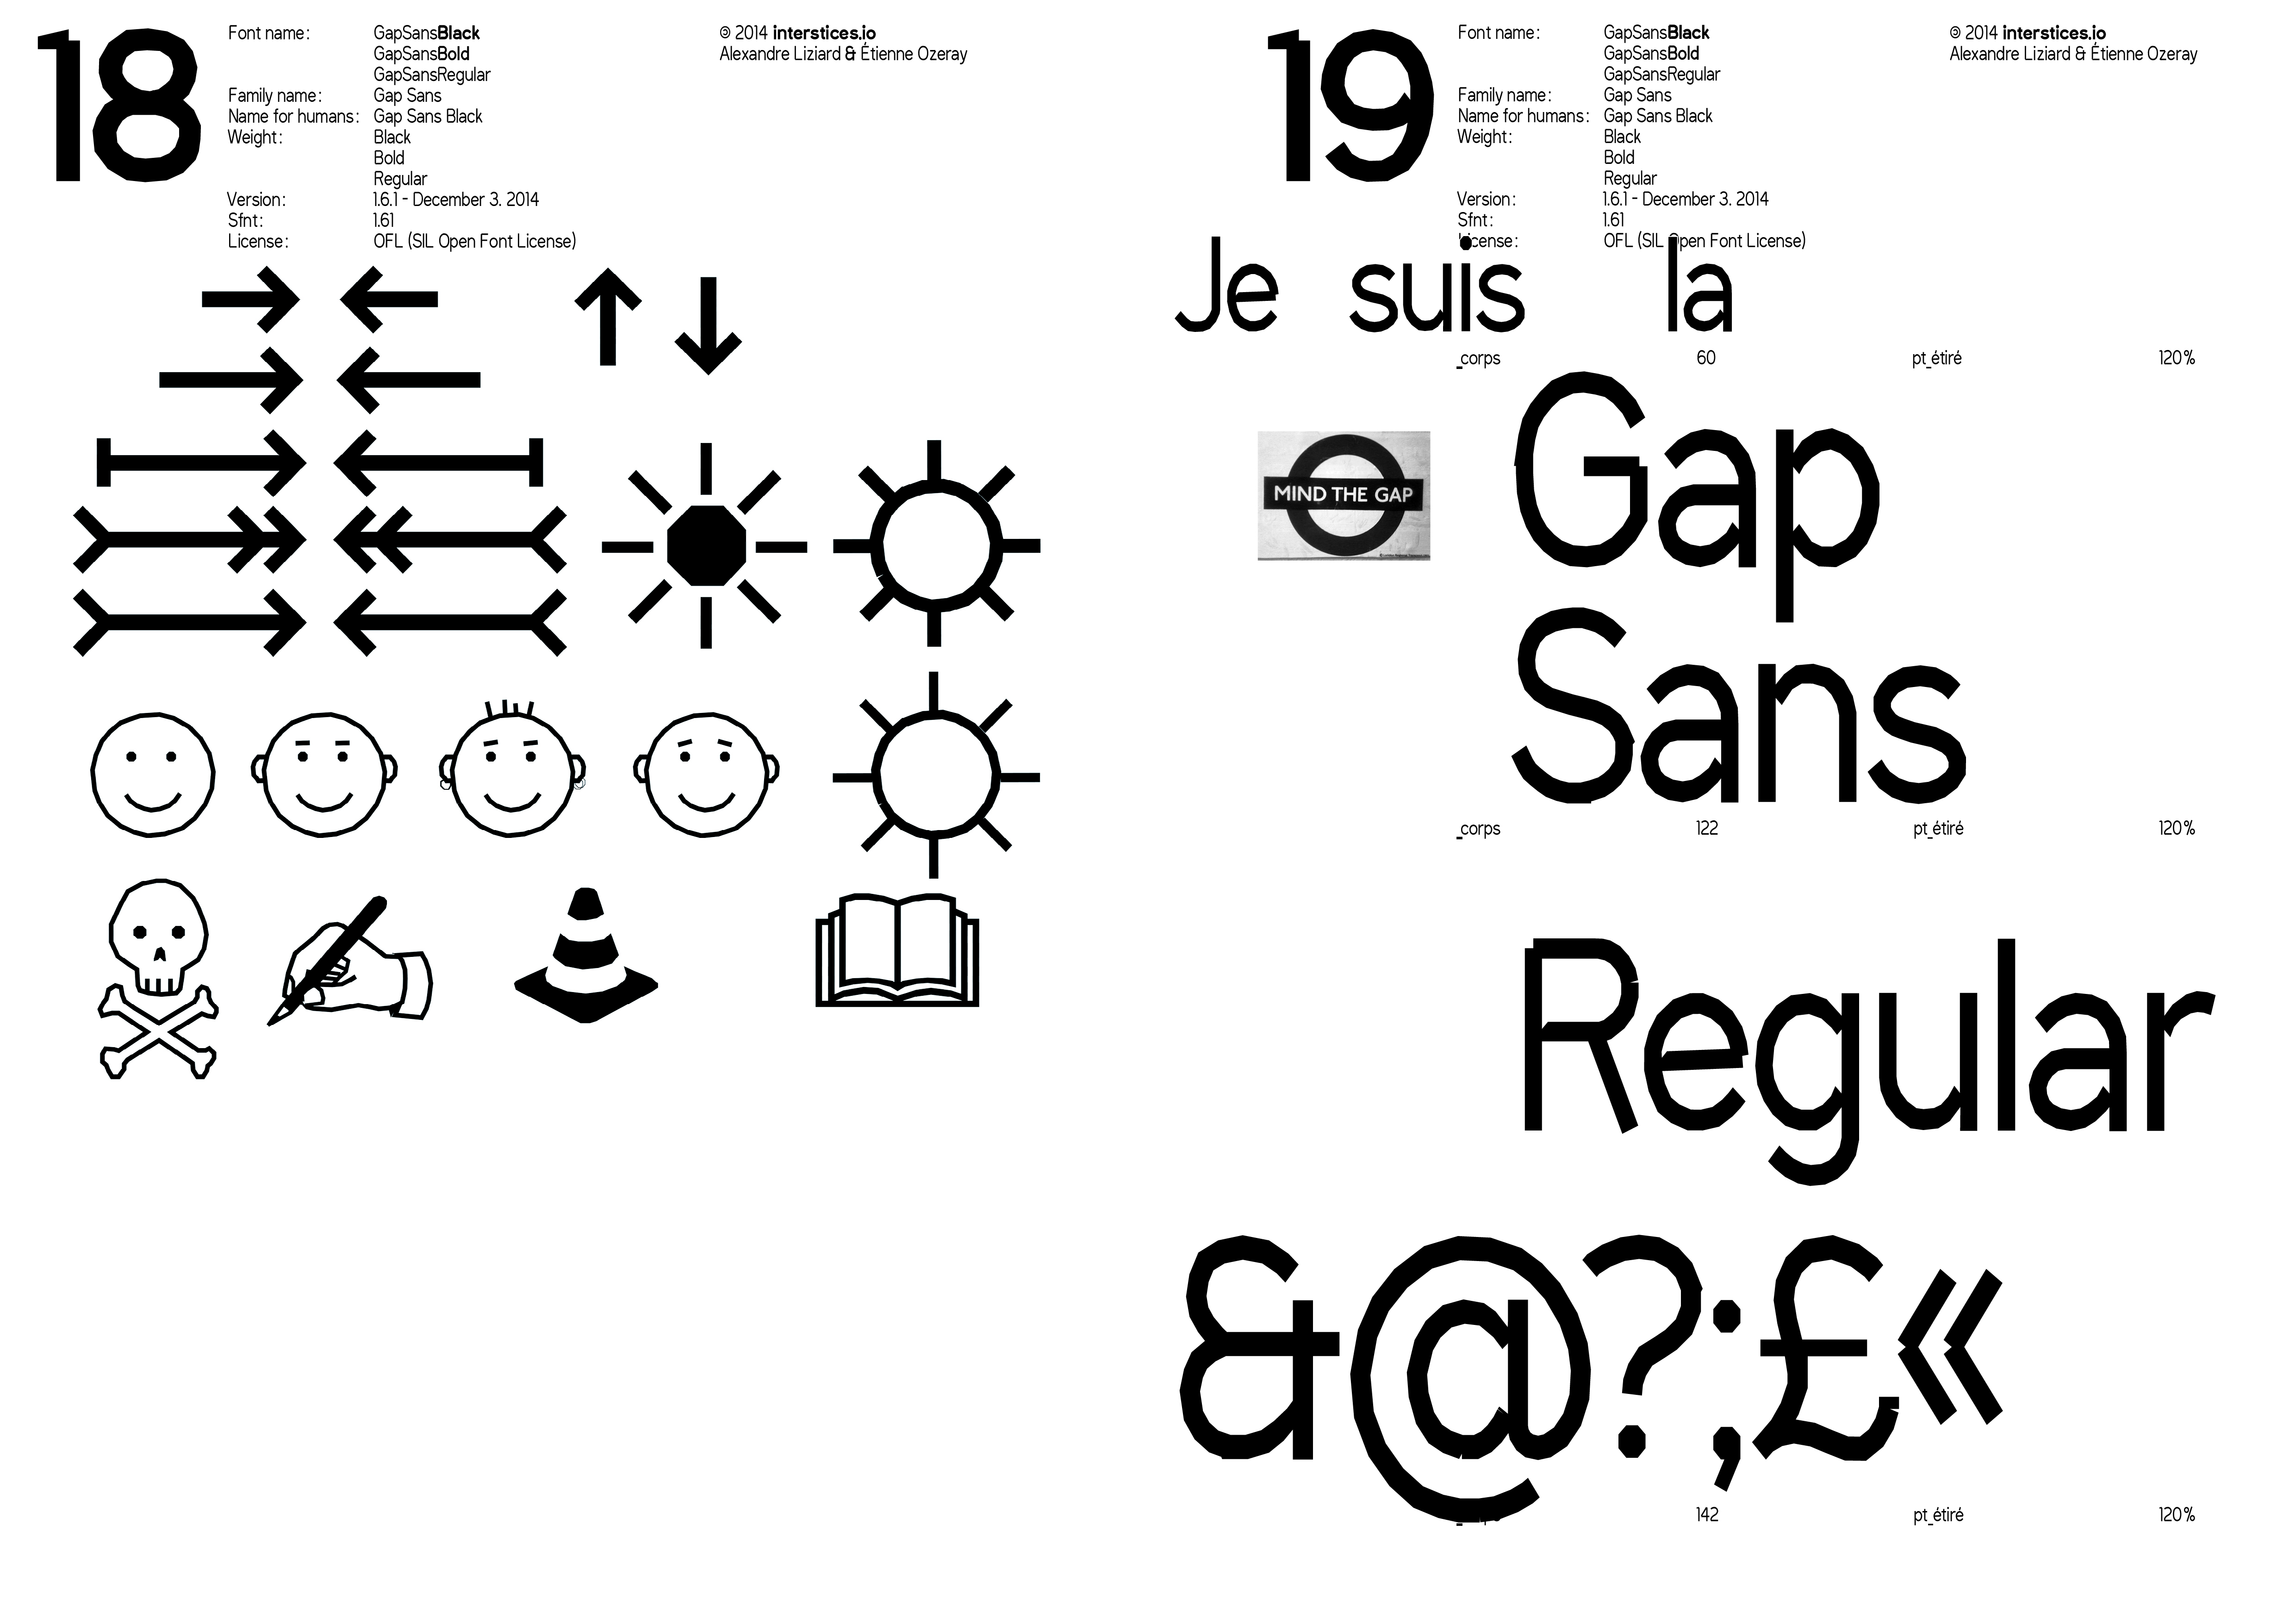 18
Font name: GapSansBlack
GapSansBold
GapSansRegular
Family name: Gap Sans
Name for humans: Gap Sans Black
Weight: Black
Bold
Regular
Version: 1.6.1 - December 3. 2014
Sfnt: 1.61
License: OFL (SIL Open Font License)
© 2014 interstices.io
Alexandre Liziard & Étienne Ozeray
19
Font name: GapSansBlack
GapSansBold
GapSansRegular
Family name: Gap Sans
Name for humans: Gap Sans Black
Weight: Black
Bold
Regular
Version: 1.6.1 - December 3. 2014
Sfnt: 1.61
License: OFL (SIL Open Font License)
© 2014 interstices.io
Alexandre Liziard & Étienne Ozeray
Je suis la
_corps 60 pt_étiré 120%
MIND THE GAP
Gap
Sans
_corps 122 pt_étiré 120%
Regular
&@?;£«
142 pt_étiré 120%